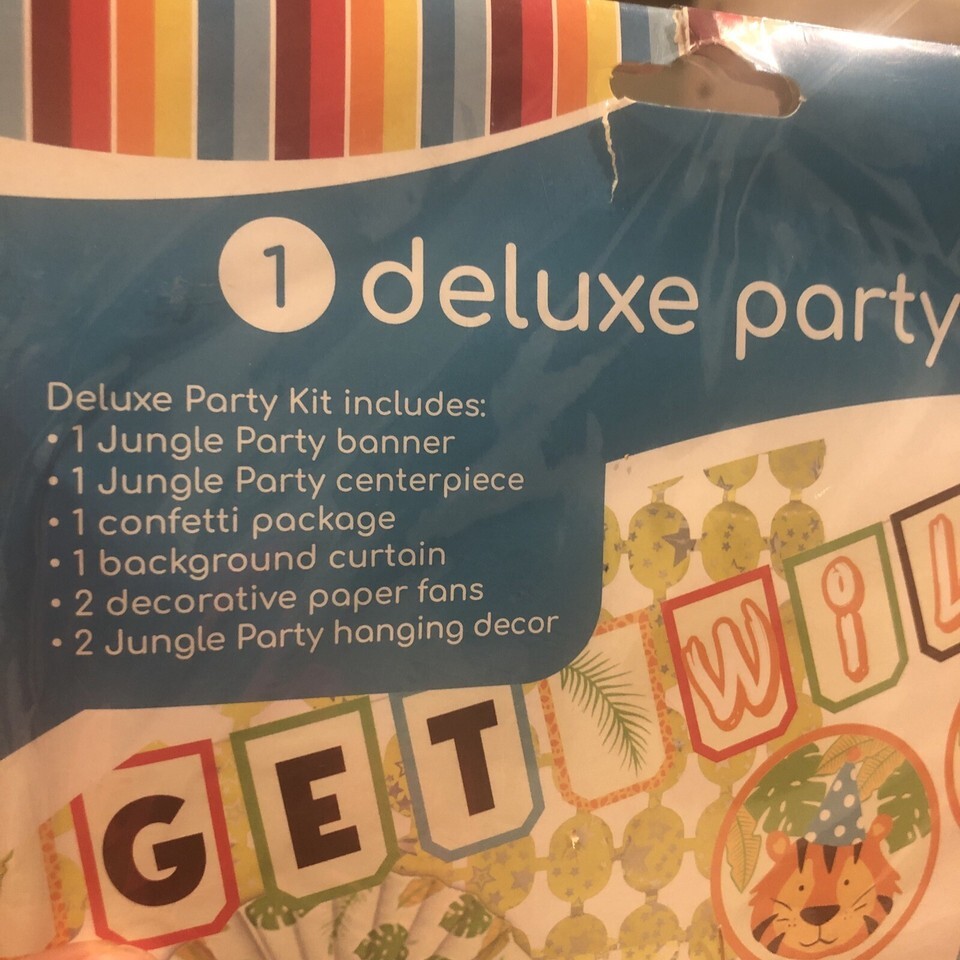 1 deluxe party
Deluxe Party Kit includes:
• 1 Jungle Party banner
• 1 Jungle Party centerpiece
• 1 confetti package
• 1 background curtain
• 2 decorative paper fans
• 2 Jungle Party hanging decor
GET WIL